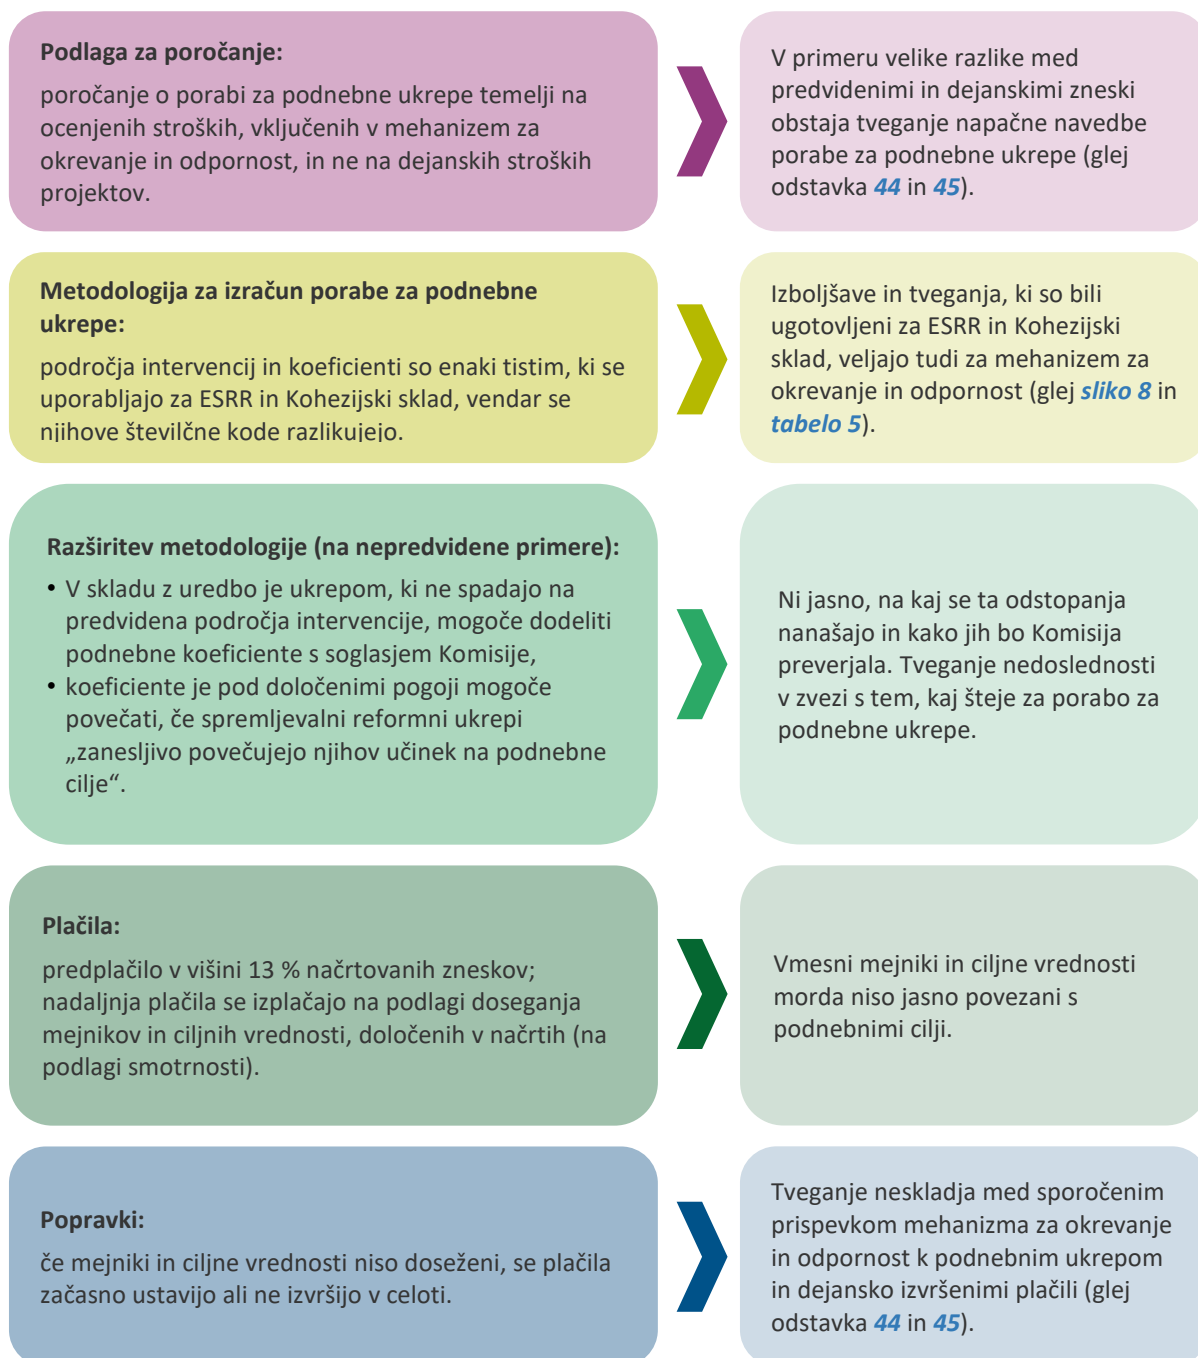 Podlaga za poročanje:
poročanje o porabi za podnebne ukrepe temelji na
ocenjenih stroških, vključenih v mehanizem za
okrevanje in odpornost, in ne na dejanskih stroških
projektov.
V primeru velike razlike med
predvidenimi in dejanskimi zneski
obstaja tveganje napačne navedbe
porabe za podnebne ukrepe (glej
odstavka 44 in 45).
Metodologija za izračun porabe za podnebne
ukrepe:
področja intervencij in koeficienti so enaki tistim, ki se
uporabljajo za ESRR in Kohezijski sklad, vendar se
njihove številčne kode razlikujejo.
Izboljšave in tveganja, ki so bili
ugotovljeni za ESRR in Kohezijski
sklad, veljajo tudi za mehanizem za
okrevanje in odpornost (glej sliko 8 in
tabelo 5).
Razširitev metodologije (na nepredvidene primere):
• V skladu z uredbo je ukrepom, ki ne spadajo na
predvidena področja intervencije, mogoče dodeliti
podnebne koeficiente s soglasjem Komisije,
• koeficiente je pod določenimi pogoji mogoče
povečati, če spremljevalni reformni ukrepi
„zanesljivo povečujejo njihov učinek na podnebne
cilje“.
Ni jasno, na kaj se ta odstopanja
nanašajo in kako jih bo Komisija
preverjala. Tveganje nedoslednosti
v zvezi s tem, kaj šteje za porabo za
podnebne ukrepe.
Plačila:
predplačilo v višini 13 % načrtovanih zneskov;
nadaljnja plačila se izplačajo na podlagi doseganja
mejnikov in ciljnih vrednosti, določenih v načrtih (na
podlagi smotrnosti).
Vmesni mejniki in ciljne vrednosti
morda niso jasno povezani s
podnebnimi cilji.
Popravki:
če mejniki in ciljne vrednosti niso doseženi, se plačila
začasno ustavijo ali ne izvršijo v celoti.
Tveganje neskladja med sporočenim
prispevkom mehanizma za okrevanje
in odpornost k podnebnim ukrepom
in dejansko izvršenimi plačili (glej
odstavka 44 in 45).